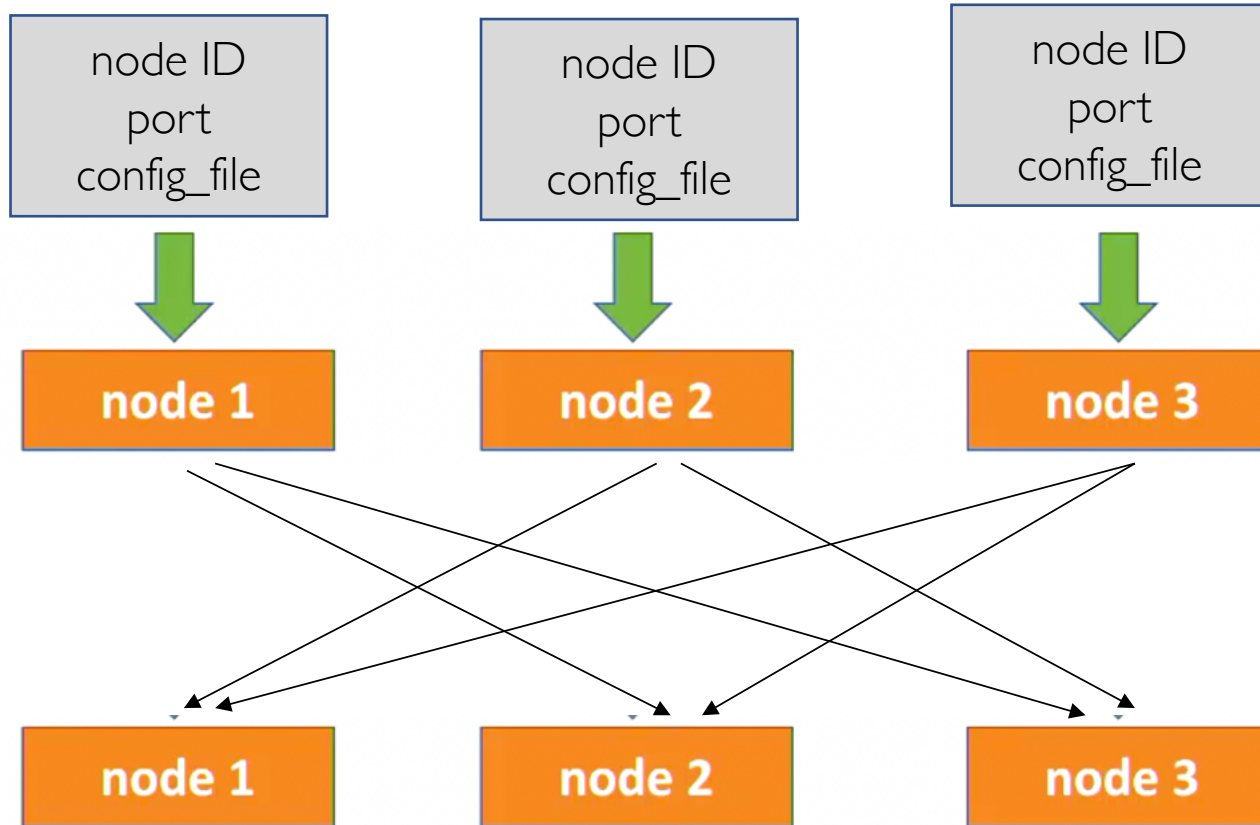 node ID
port
config_file
node ID
port
config_file
node ID
port
config_file
node 1
node 2
node 3
node 1
node 2
node 3